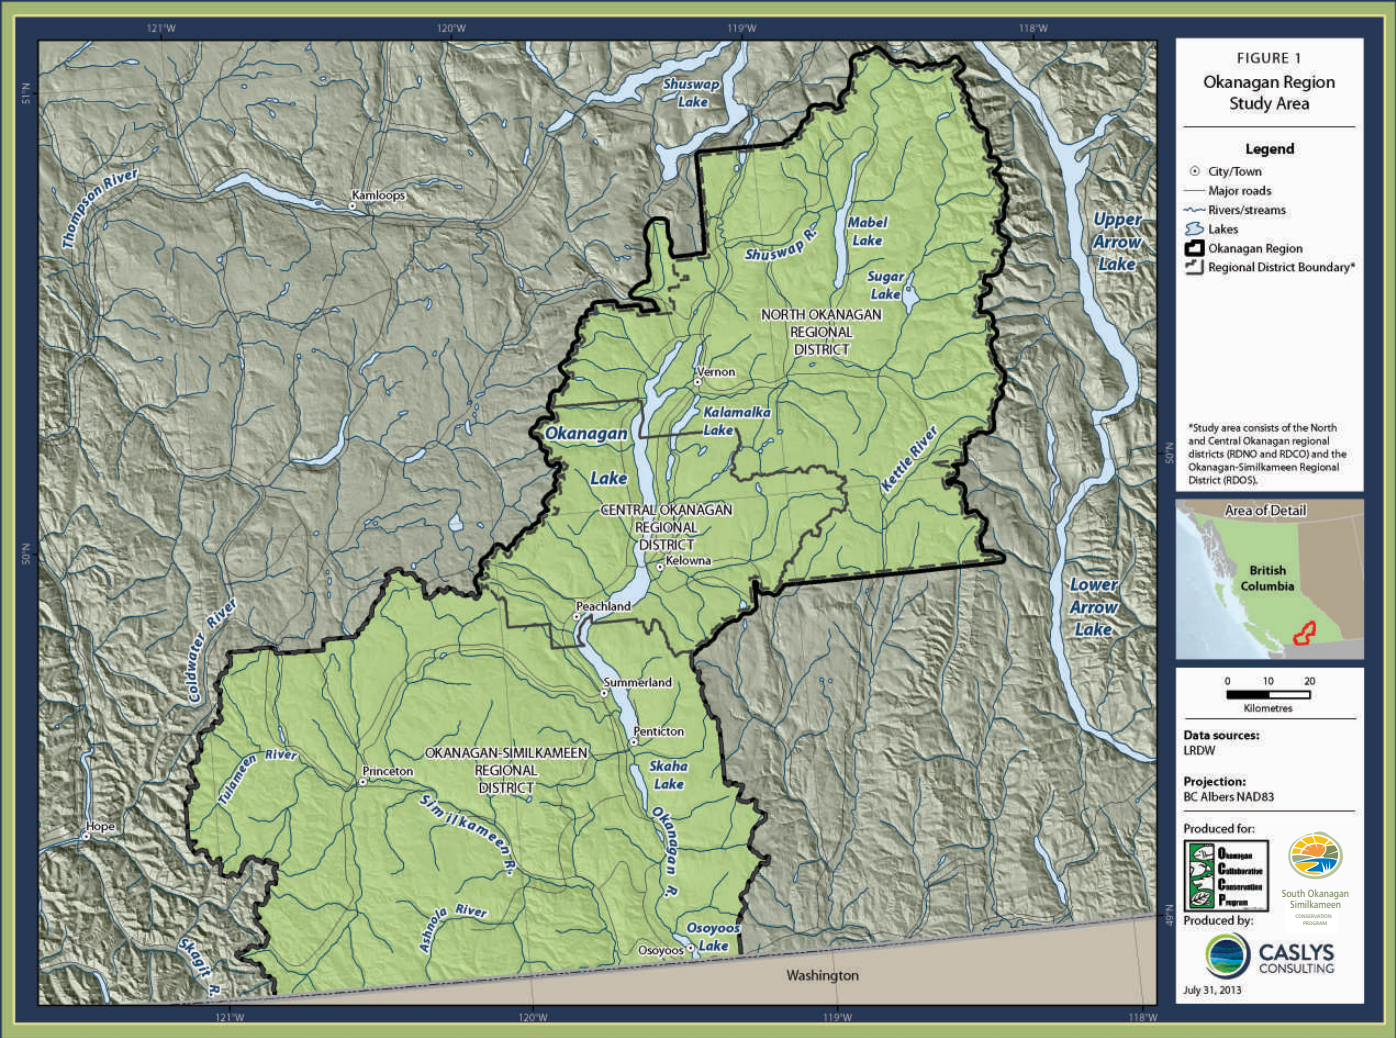 121°W
120°W
119°W
118°W
51°N
50°N
50°N
49°N
121°W
120°W
119°W
118°W
Shuswap
Lake
Thompson River
Kamloops
Mabel
Lake
Shuswap R.
Sugar
Lake
Upper
Arrow
Lake
NORTH OKANAGAN
REGIONAL
DISTRICT
Vernon
Kalamalka
Lake
Okanagan
Lake
Kettle River
CENTRAL OKANAGAN
REGIONAL
DISTRICT
Kelowna
Peachland
Lower
Arrow
Lake
Coldwater River
Summerland
Penticton
OKANAGAN-SIMILKAMEEN
REGIONAL
DISTRICT
Tulameen River
Princeton
Similkameen R.
Skaha
Lake
Okanagan R.
Hope
Ashnola River
Skagit R.
Osoyoos
Lake
Osoyoos
Washington
FIGURE 1
Okanagan Region
Study Area
Legend
City/Town
Major roads
Rivers/streams
Lakes
Okanagan Region
Regional District Boundary*
*Study area consists of the North
and Central Okanagan regional
districts (RDNO and RDCO) and the
Okanagan-Similkameen Regional
District (RDOS).
Area of Detail
British
Columbia
0 10 20
Kilometres
Data sources:
LRDW
Projection:
BC Albers NAD83
Produced for:
Okanagan
Collaborative
Conservation
Program
South Okanagan
Similkameen
CONSERVATION
PROGRAM
Produced by:
CASLYS
CONSULTING
July 31, 2013